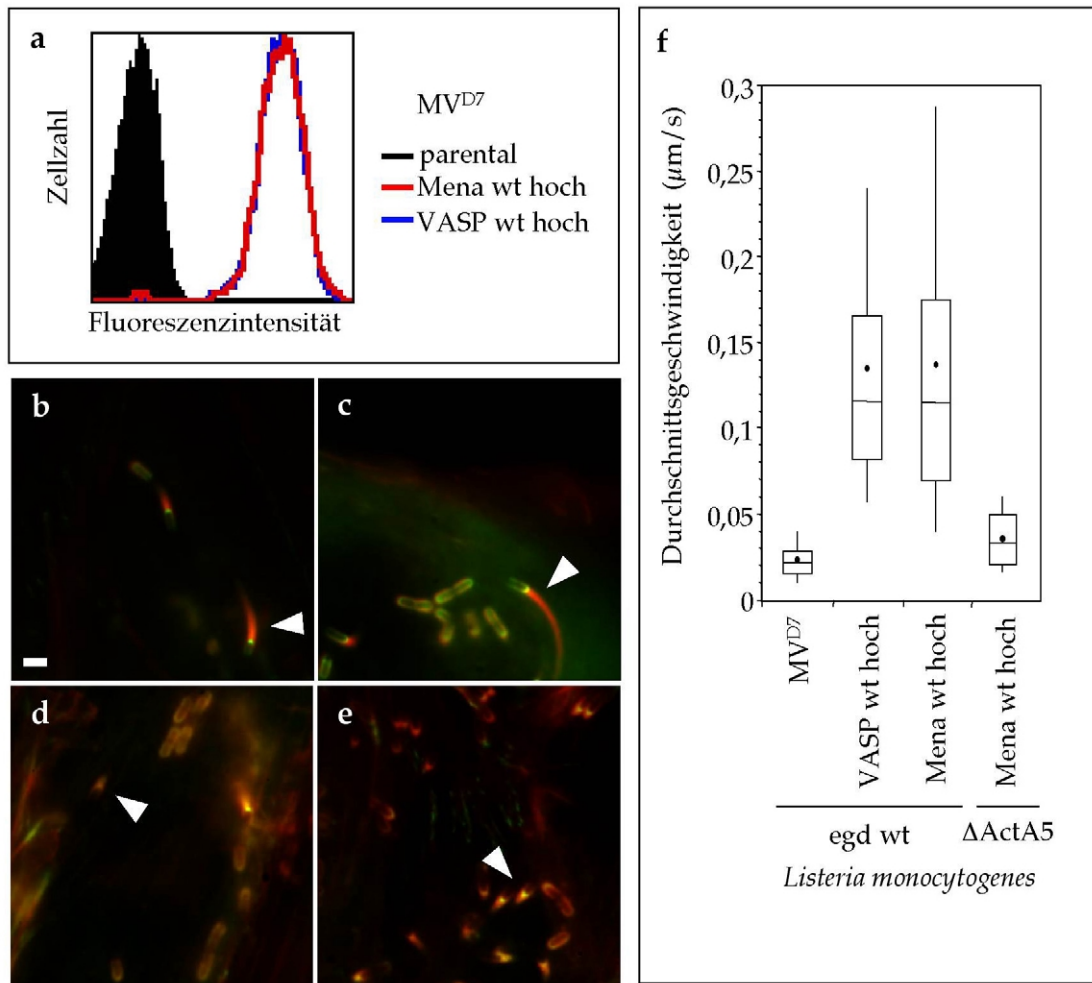 a
Zellzahl
Fluoreszenzintensität
MVD7
parental
Mena wt hoch
VASP wt hoch
b
c
d
e
f
Durchschnittsgeschwindigkeit (µm/s)
0,3
0,25
0,2
0,15
0,1
0,05
0
MVD7
VASP wt hoch
Mena wt hoch
Mena wt hoch
egd wt
ΔActA5
Listeria monocytogenes